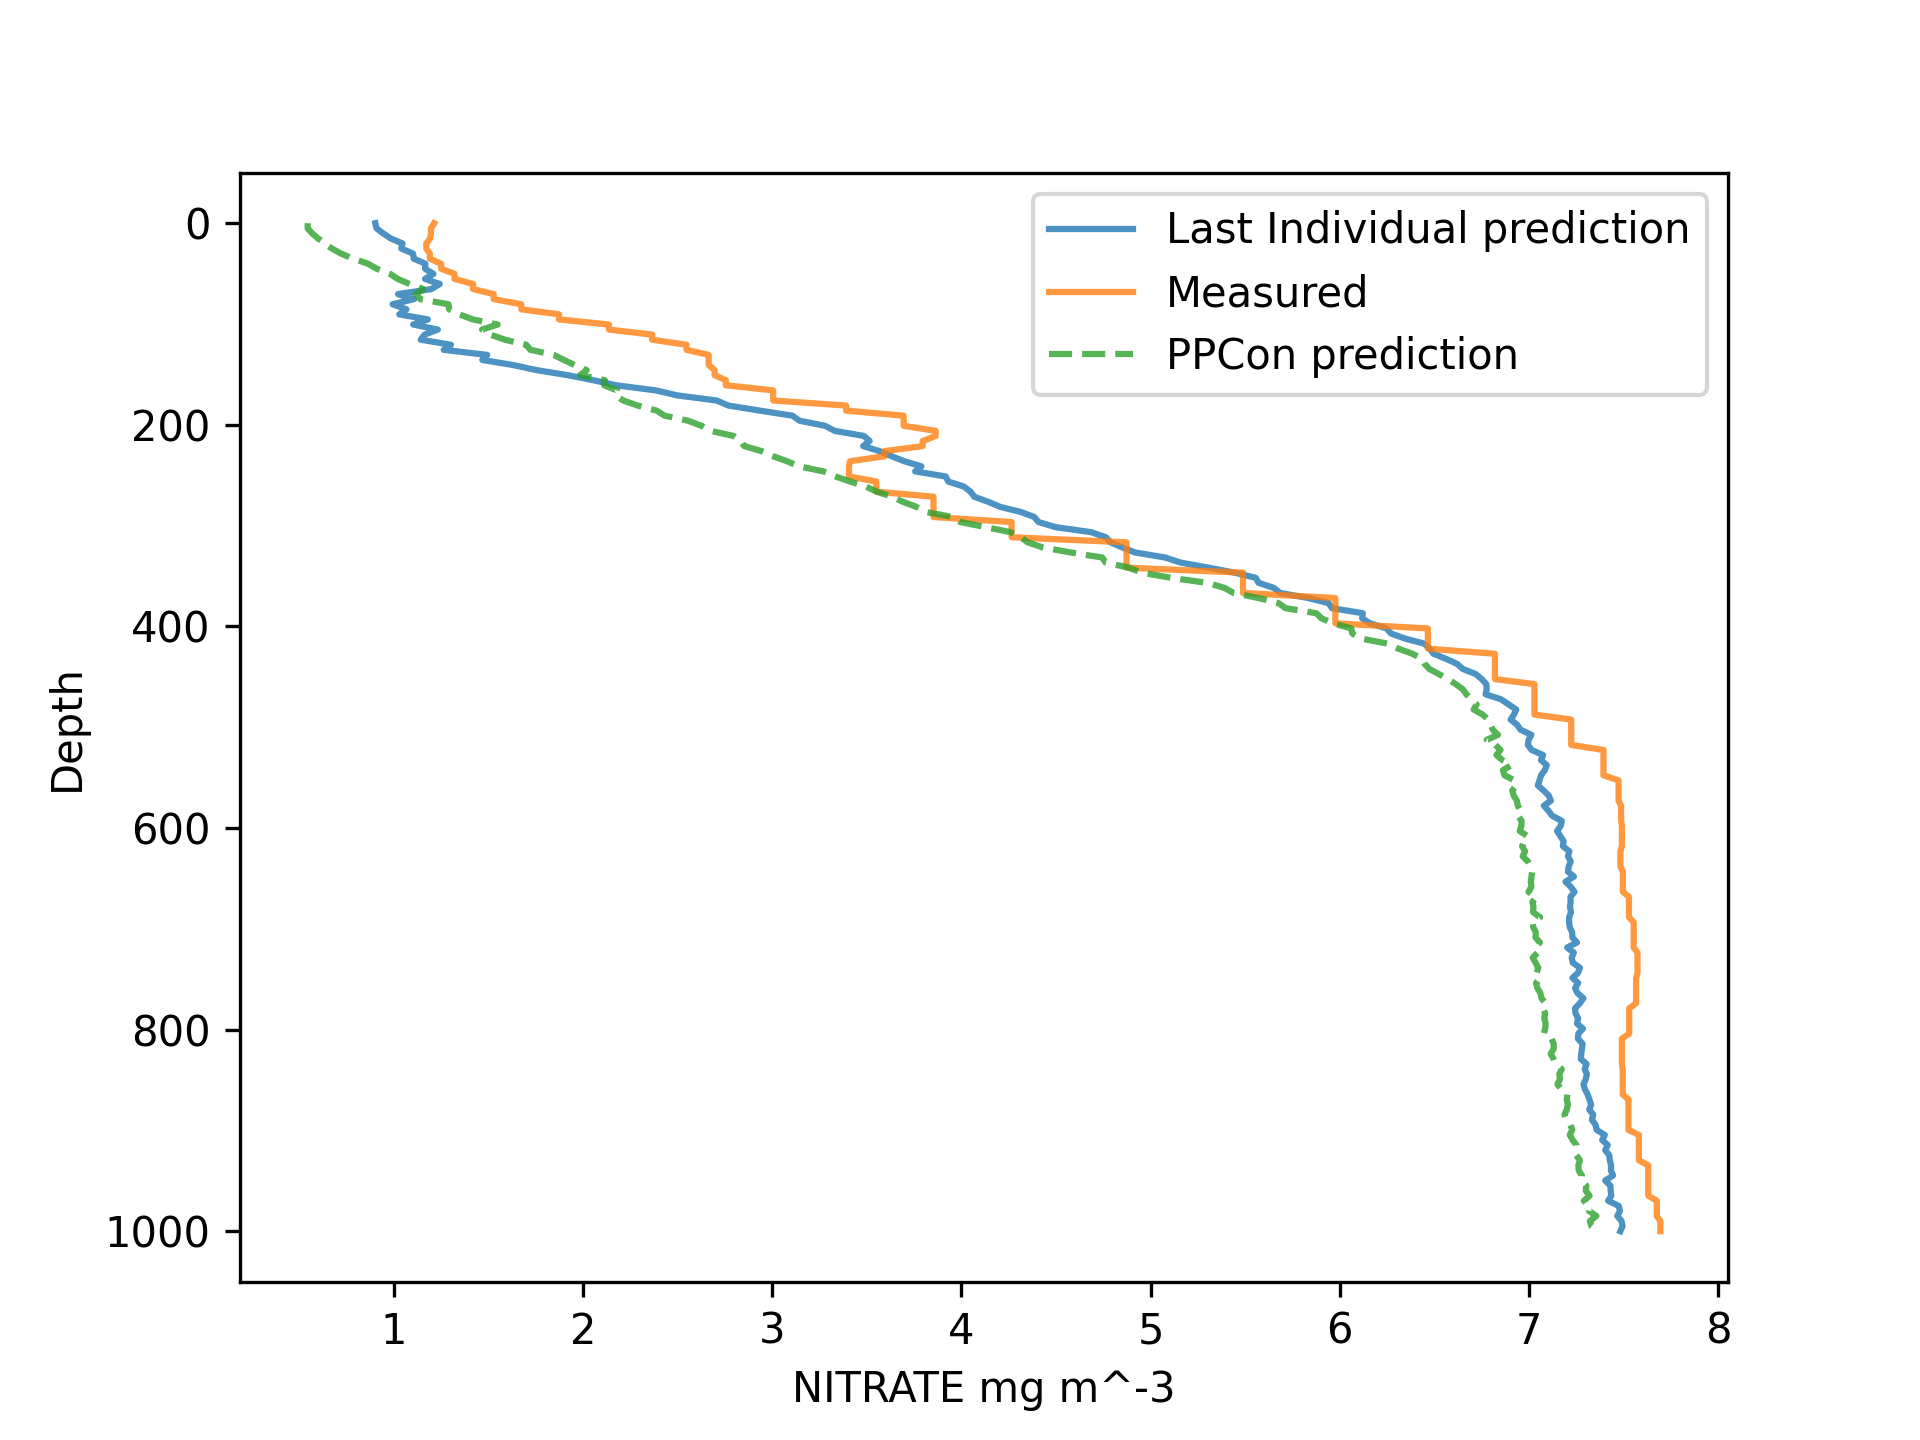 Last Individual prediction
Measured
PPCon prediction
0
200
400
600
800
1000
Depth
1 2 3 4 5 6 7 8
NITRATE mg m^-3